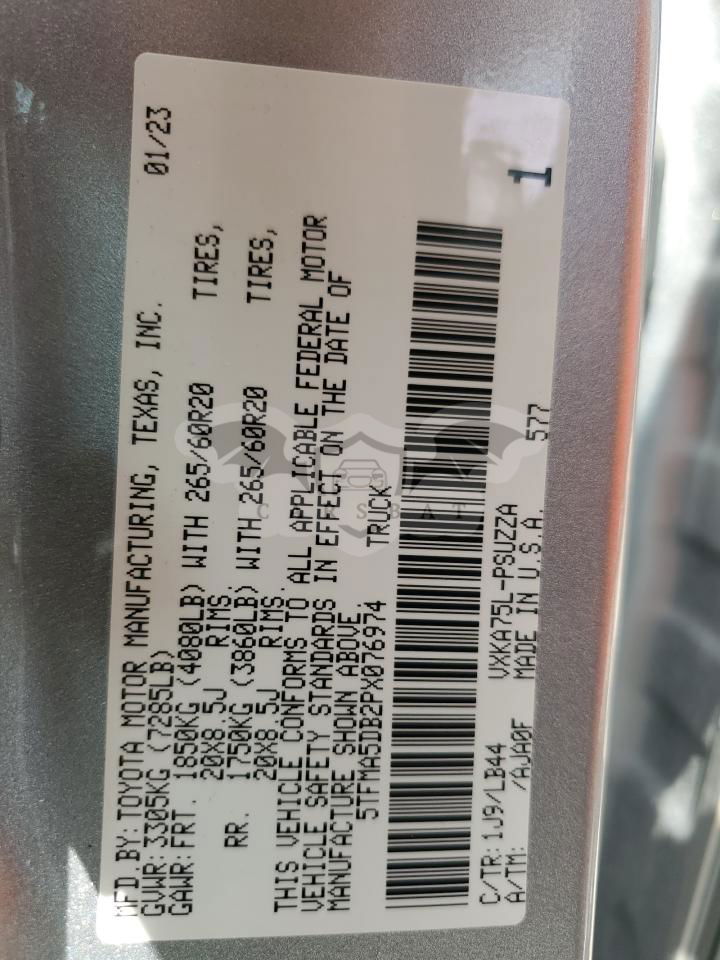 MFD.BY:TOYOTA MOTOR MANUFACTURING, TEXAS, INC. 01/23
GVWR:3305KG (7285LB)
GAWR:FRT. 1850KG (4080LB) WITH 265/60R20 TIRES,
20X8.5J RIMS.
RR. 1750KG (3860LB) WITH 265/60R20 TIRES,
20X8.5J RIMS.
THIS VEHICLE CONFORMS TO ALL APPLICABLE FEDERAL MOTOR
VEHICLE SAFETY STANDARDS IN EFFECT ON THE DATE OF
MANUFACTURE SHOWN ABOVE.
5TFMA5DB2PX076974 TRUCK
CARSBAT
C/TR:1J9/LB44 VXKA75L-PSUZZA
A/TM: /AJA0F MADE IN U.S.A. 577
1